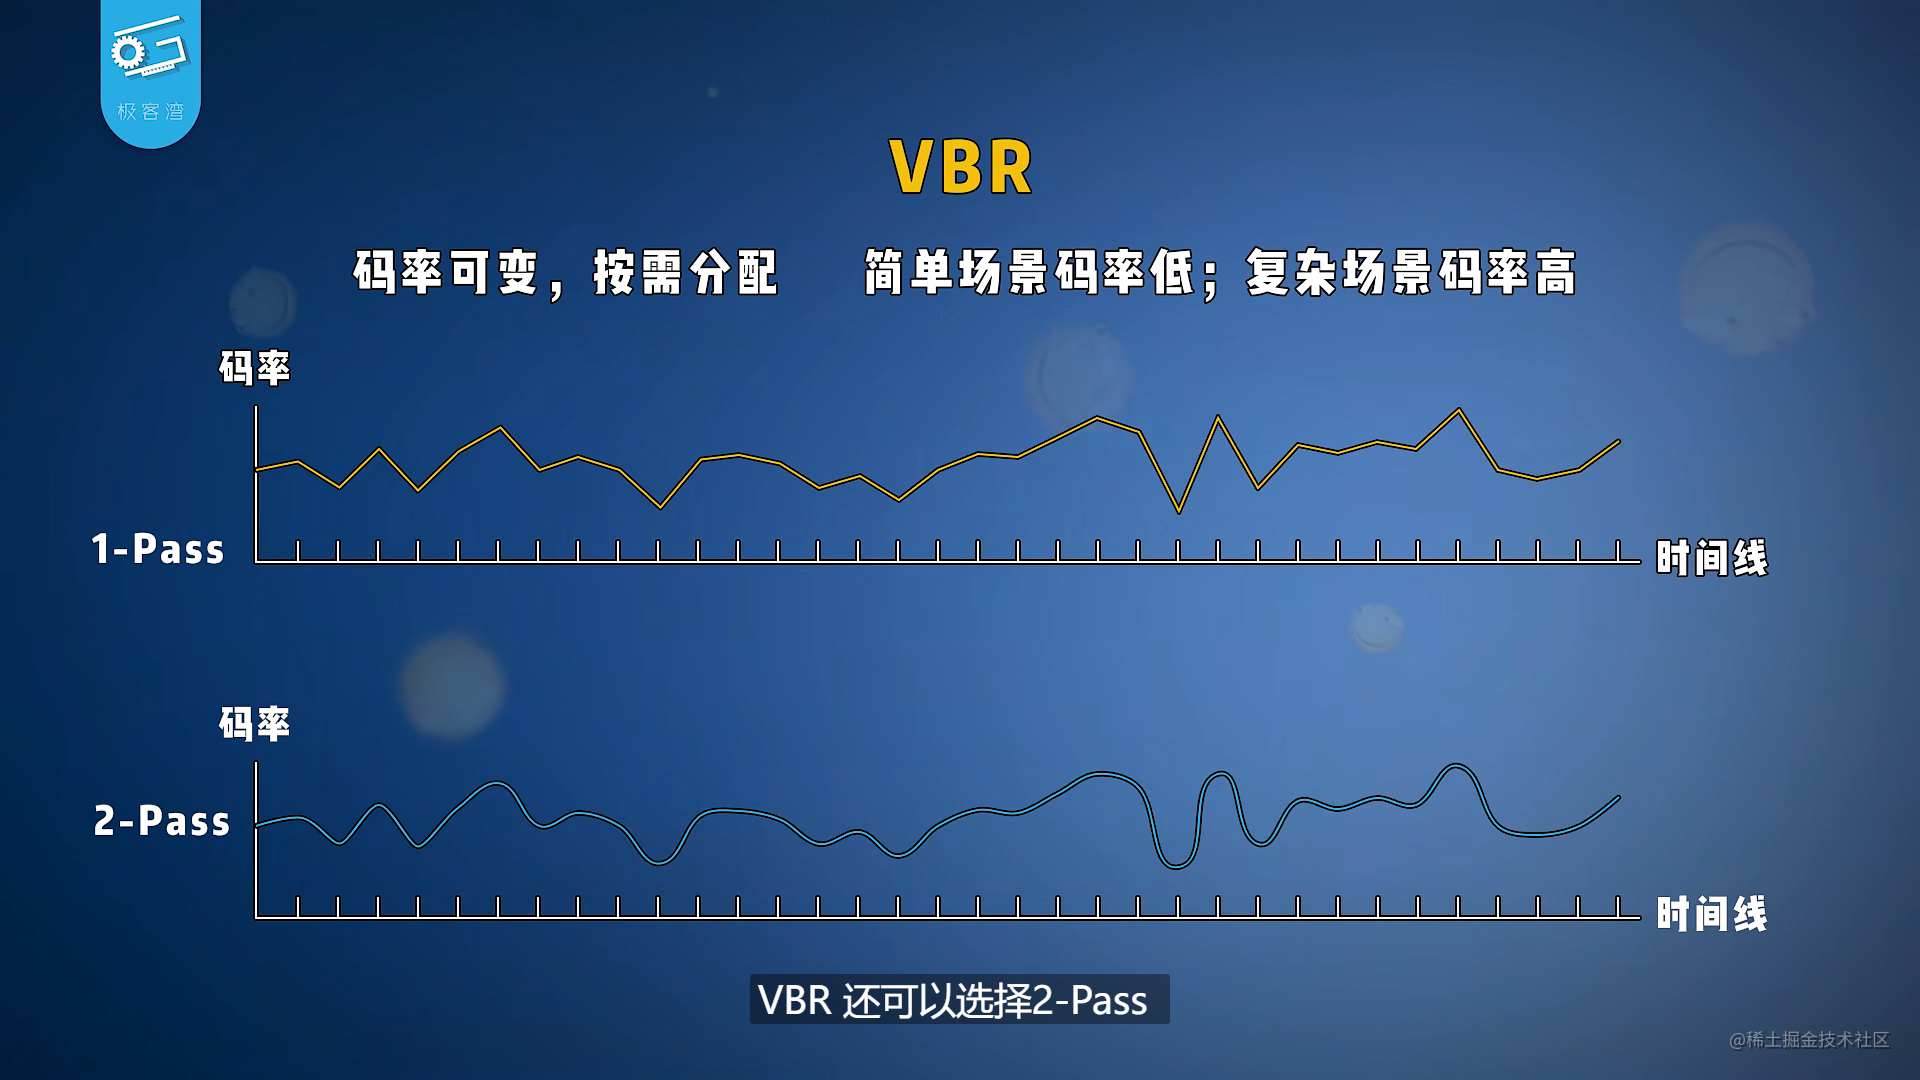 极客湾
VBR
码率可变，按需分配 简单场景码率低；复杂场景码率高
码率
1-Pass
时间线
码率
2-Pass
时间线
VBR 还可以选择2-Pass
@稀土掘金技术社区